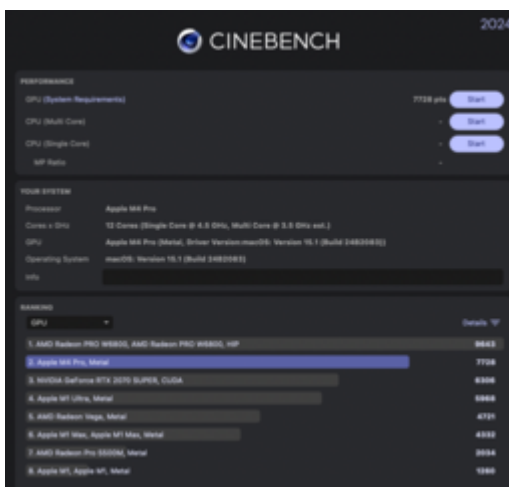 2024
CINEBENCH
PERFORMANCE
GPU (System Requirements) 7728 pts Start
CPU (Multi Core) - Start
CPU (Single Core) - Start
MP Ratio -
YOUR SYSTEM
Processor Apple M4 Pro
Cores x GHz 12 Cores (Single Core @ 4.5 GHz, Multi Core @ 3.5 GHz est.)
GPU Apple M4 Pro (Metal, Driver Version:macOS: Version 15.1 (Build
Operating System macOS: Version 15.1 (Build
Info
RANKING
GPU Details
1. AMD Radeon PRO W6800, AMD Radeon PRO W6800, HIP 9643
2. Apple M4 Pro, Metal 7728
3. NVIDIA GeForce RTX 2070 SUPER, CUDA 6306
4. Apple M1 Ultra, Metal
5. AMD Radeon Vega, Metal 4721
6. Apple M1 Max, Apple M1 Max, Metal 4332
7. AMD Radeon Pro 5500M, Metal
8. Apple M1, Apple M1, Metal 1260